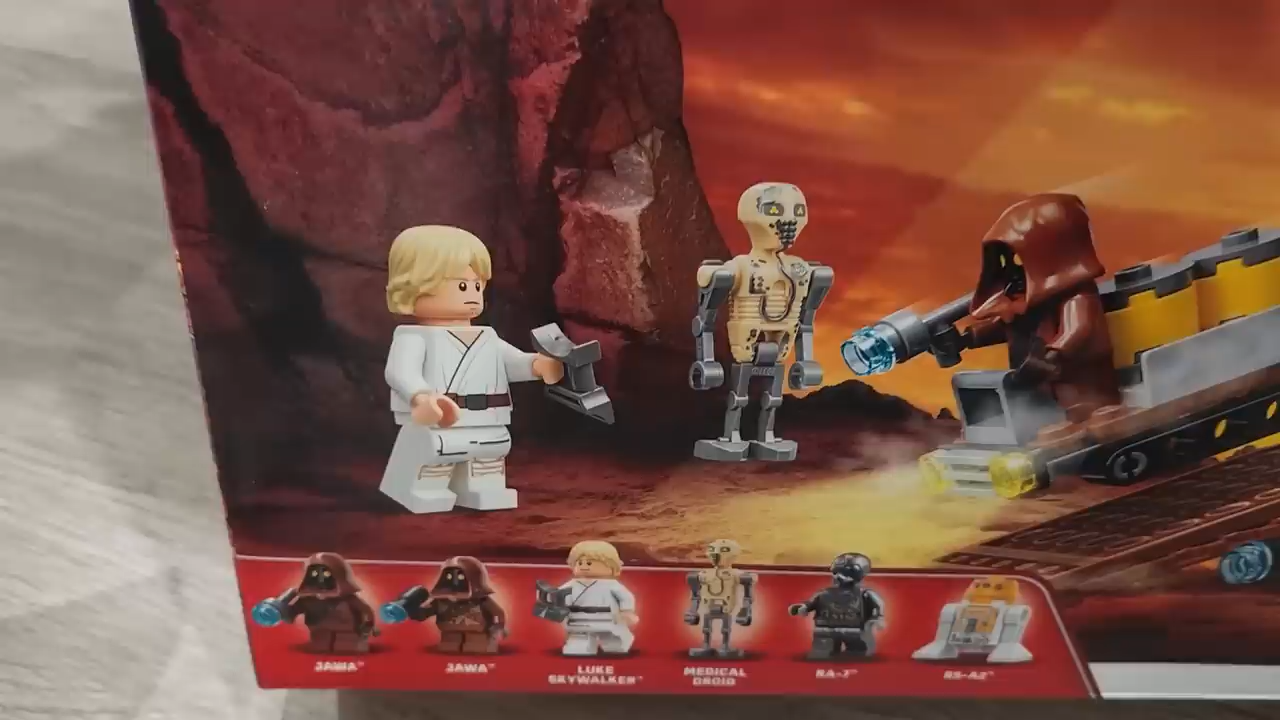 JAWA™
JAWA™
LUKE
SKYWALKER™
MEDICAL
DROID
RA-7™
R5-A2™